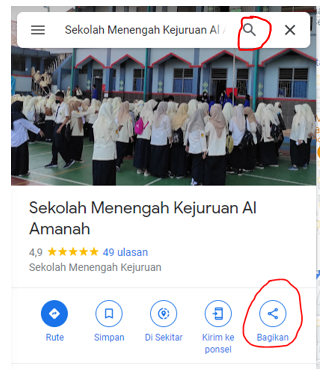 Sekolah Menengah Kejuruan Al
Sekolah Menengah Kejuruan Al
Amanah
4,9 49 ulasan
Sekolah Menengah Kejuruan
Rute Simpan Di Sekitar Kirim ke ponsel Bagikan